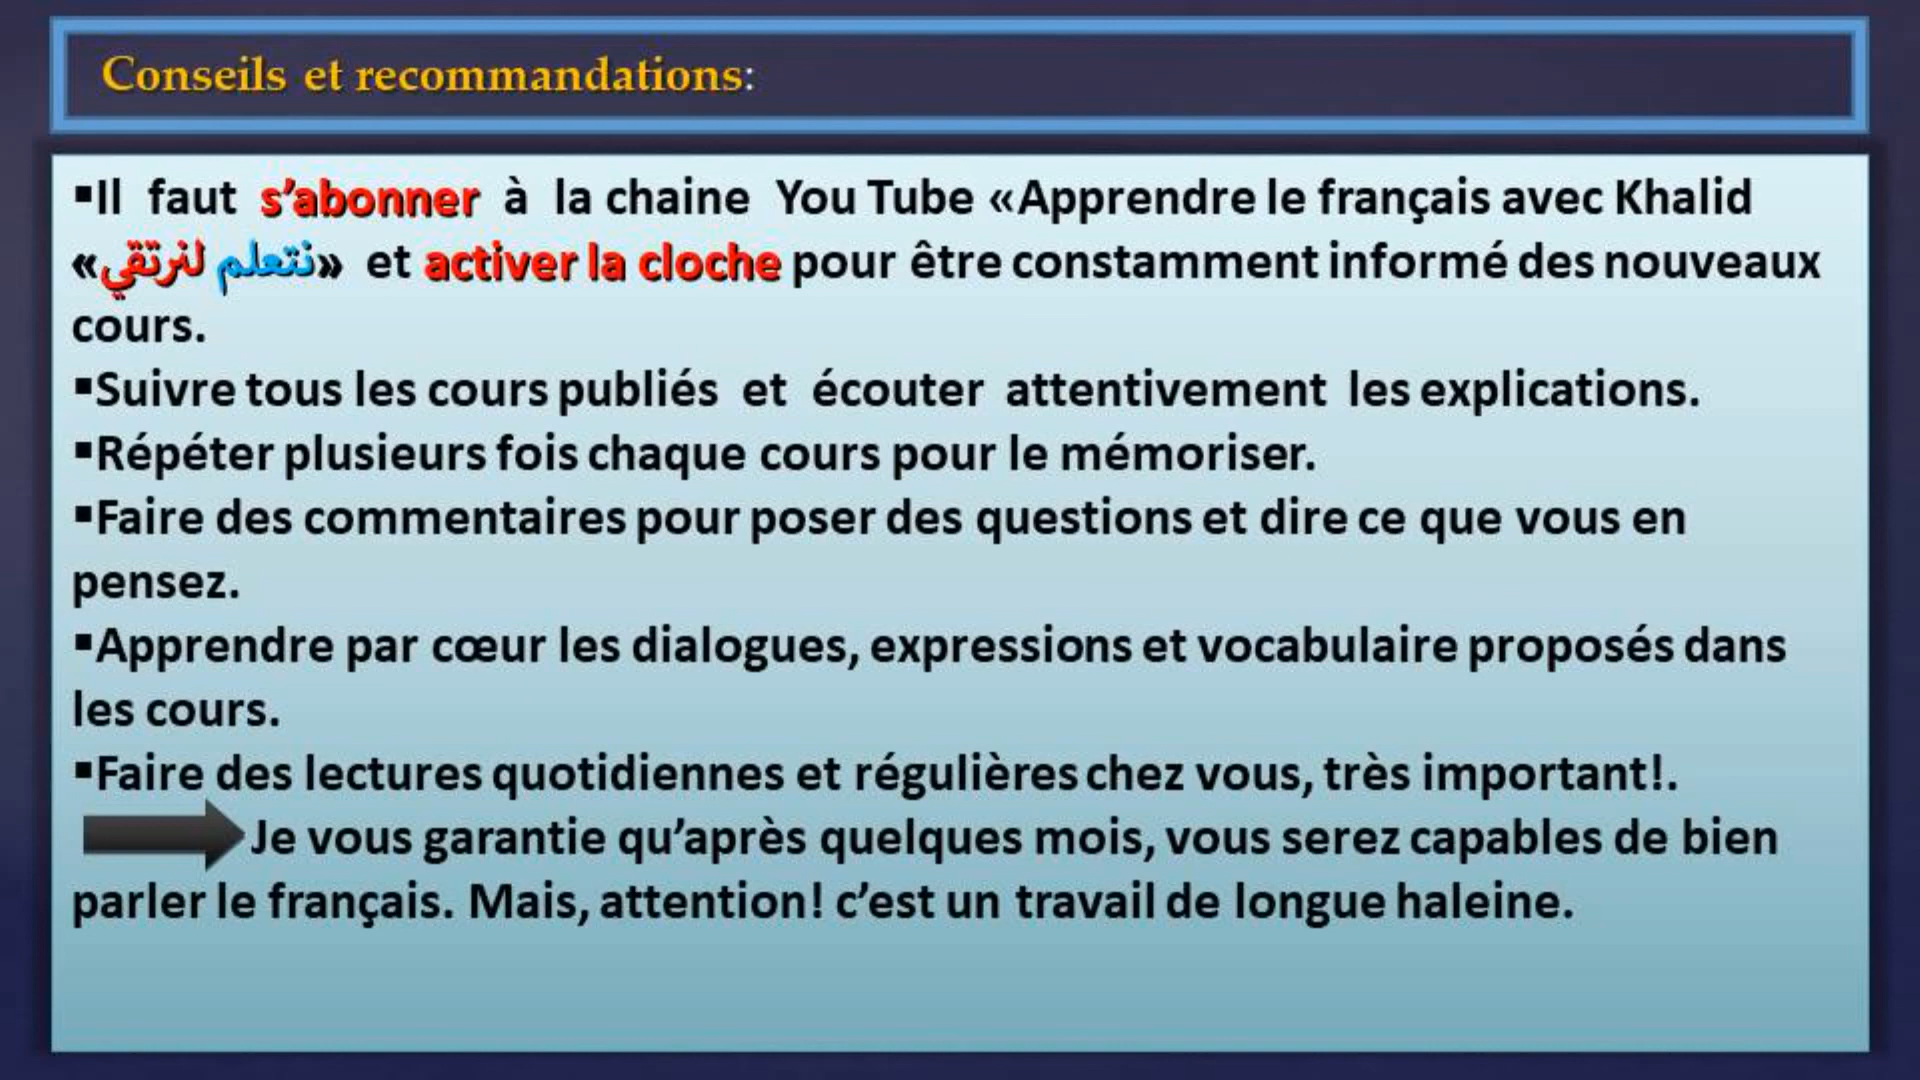 Conseils et recommandations:
▪Il faut s’abonner à la chaine You Tube «Apprendre le français avec Khalid
«نتعلم لنرتقي» et activer la cloche pour être constamment informé des nouveaux
cours.
▪Suivre tous les cours publiés et écouter attentivement les explications.
▪Répéter plusieurs fois chaque cours pour le mémoriser.
▪Faire des commentaires pour poser des questions et dire ce que vous en
pensez.
▪Apprendre par cœur les dialogues, expressions et vocabulaire proposés dans
les cours.
▪Faire des lectures quotidiennes et régulières chez vous, très important!.
Je vous garantie qu’après quelques mois, vous serez capables de bien
parler le français. Mais, attention! c’est un travail de longue haleine.